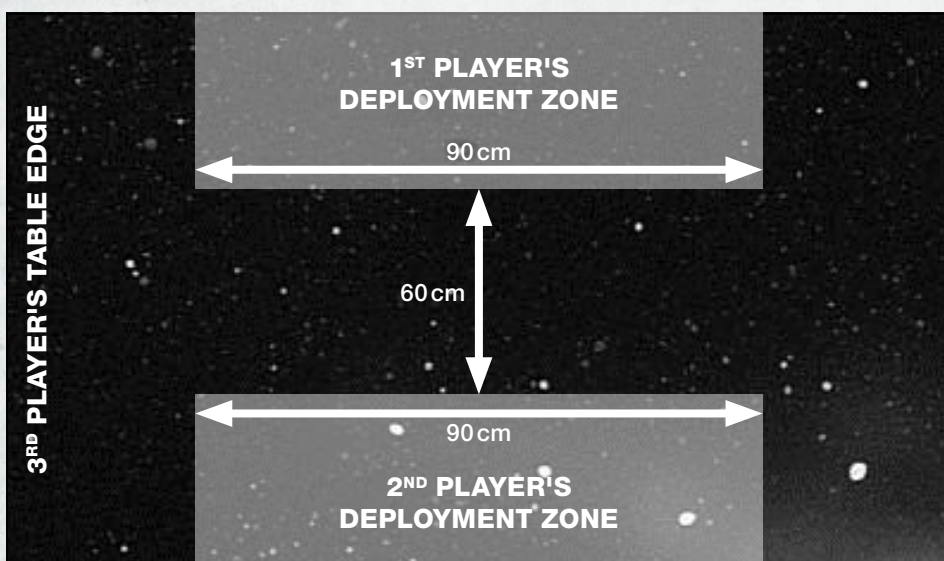 1ST PLAYER'S
DEPLOYMENT ZONE
90 cm
3RD PLAYER'S TABLE EDGE
60 cm
90 cm
2ND PLAYER'S
DEPLOYMENT ZONE